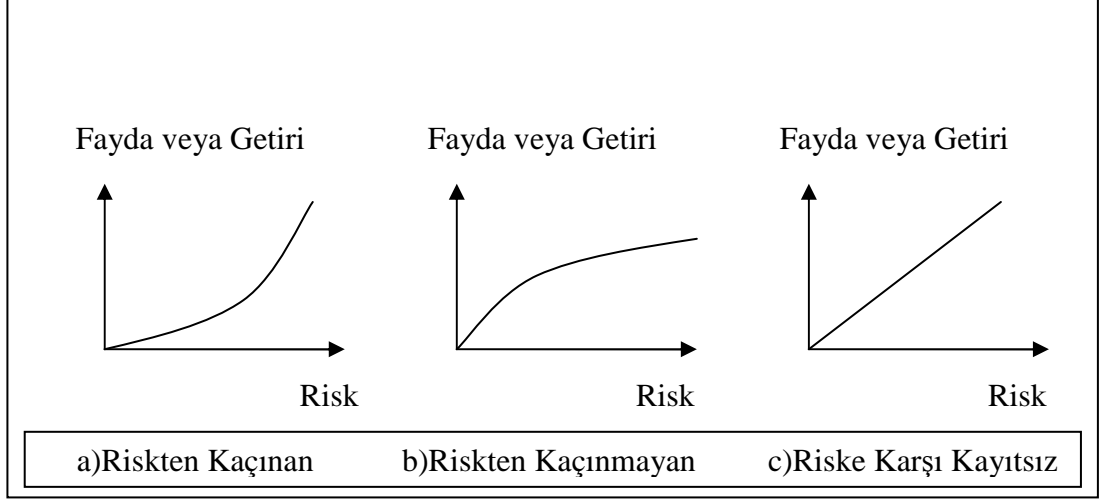 Fayda veya Getiri Fayda veya Getiri Fayda veya Getiri
Risk Risk Risk
a)Riskten Kaçınan b)Riskten Kaçınmayan c)Riske Karşı Kayıtsız